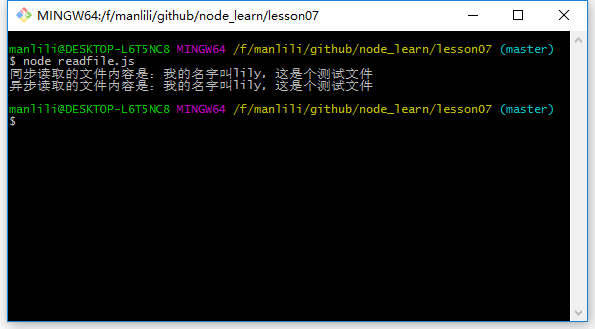 MINGW64:/f/manlili/github/node_learn/lesson07
manlili@DESKTOP-L6T5NC8 MINGW64 /f/manlili/github/node_learn/lesson07 (master)
$ node readfile.js
同步读取的文件内容是：我的名字叫lily, 这是个测试文件
异步读取的文件内容是：我的名字叫lily, 这是个测试文件
manlili@DESKTOP-L6T5NC8 MINGW64 /f/manlili/github/node_learn/lesson07 (master)
$